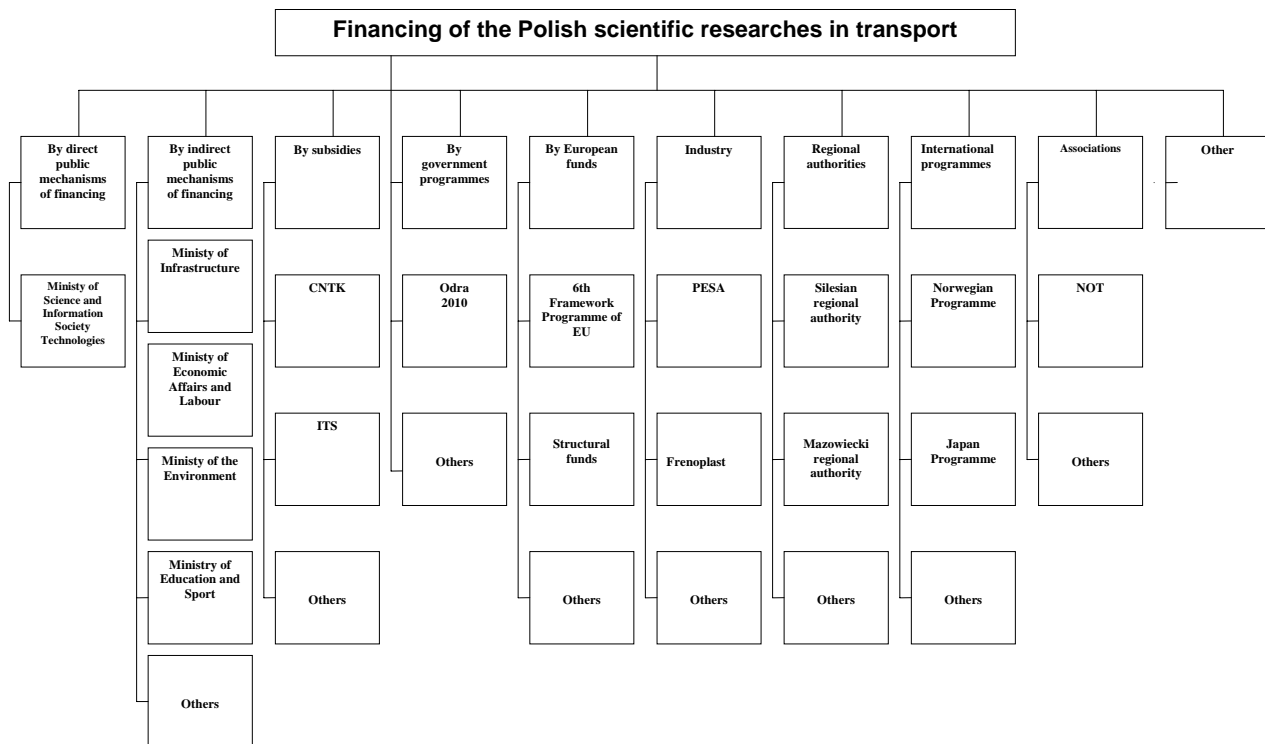 Financing of the Polish scientific researches in transport
By direct
public
mechanisms
of financing
By indirect
public
mechanisms
of financing
By subsidies
By
government
programmes
By European
funds
Industry
Regional
authorities
International
programmes
Associations
Other
Ministy of
Science and
Information
Society
Technologies
Ministy of
Infrastructure
Ministy of
Economic
Affairs and
Labour
Ministy of the
Environment
Ministry of
Education and
Sport
Others
CNTK
ITS
Others
Odra
2010
Others
6th
Framework
Programme of
EU
Structural
funds
Others
PESA
Frenoplast
Others
Silesian
regional
authority
Mazowiecki
regional
authority
Others
Norwegian
Programme
Japan
Programme
Others
NOT
Others